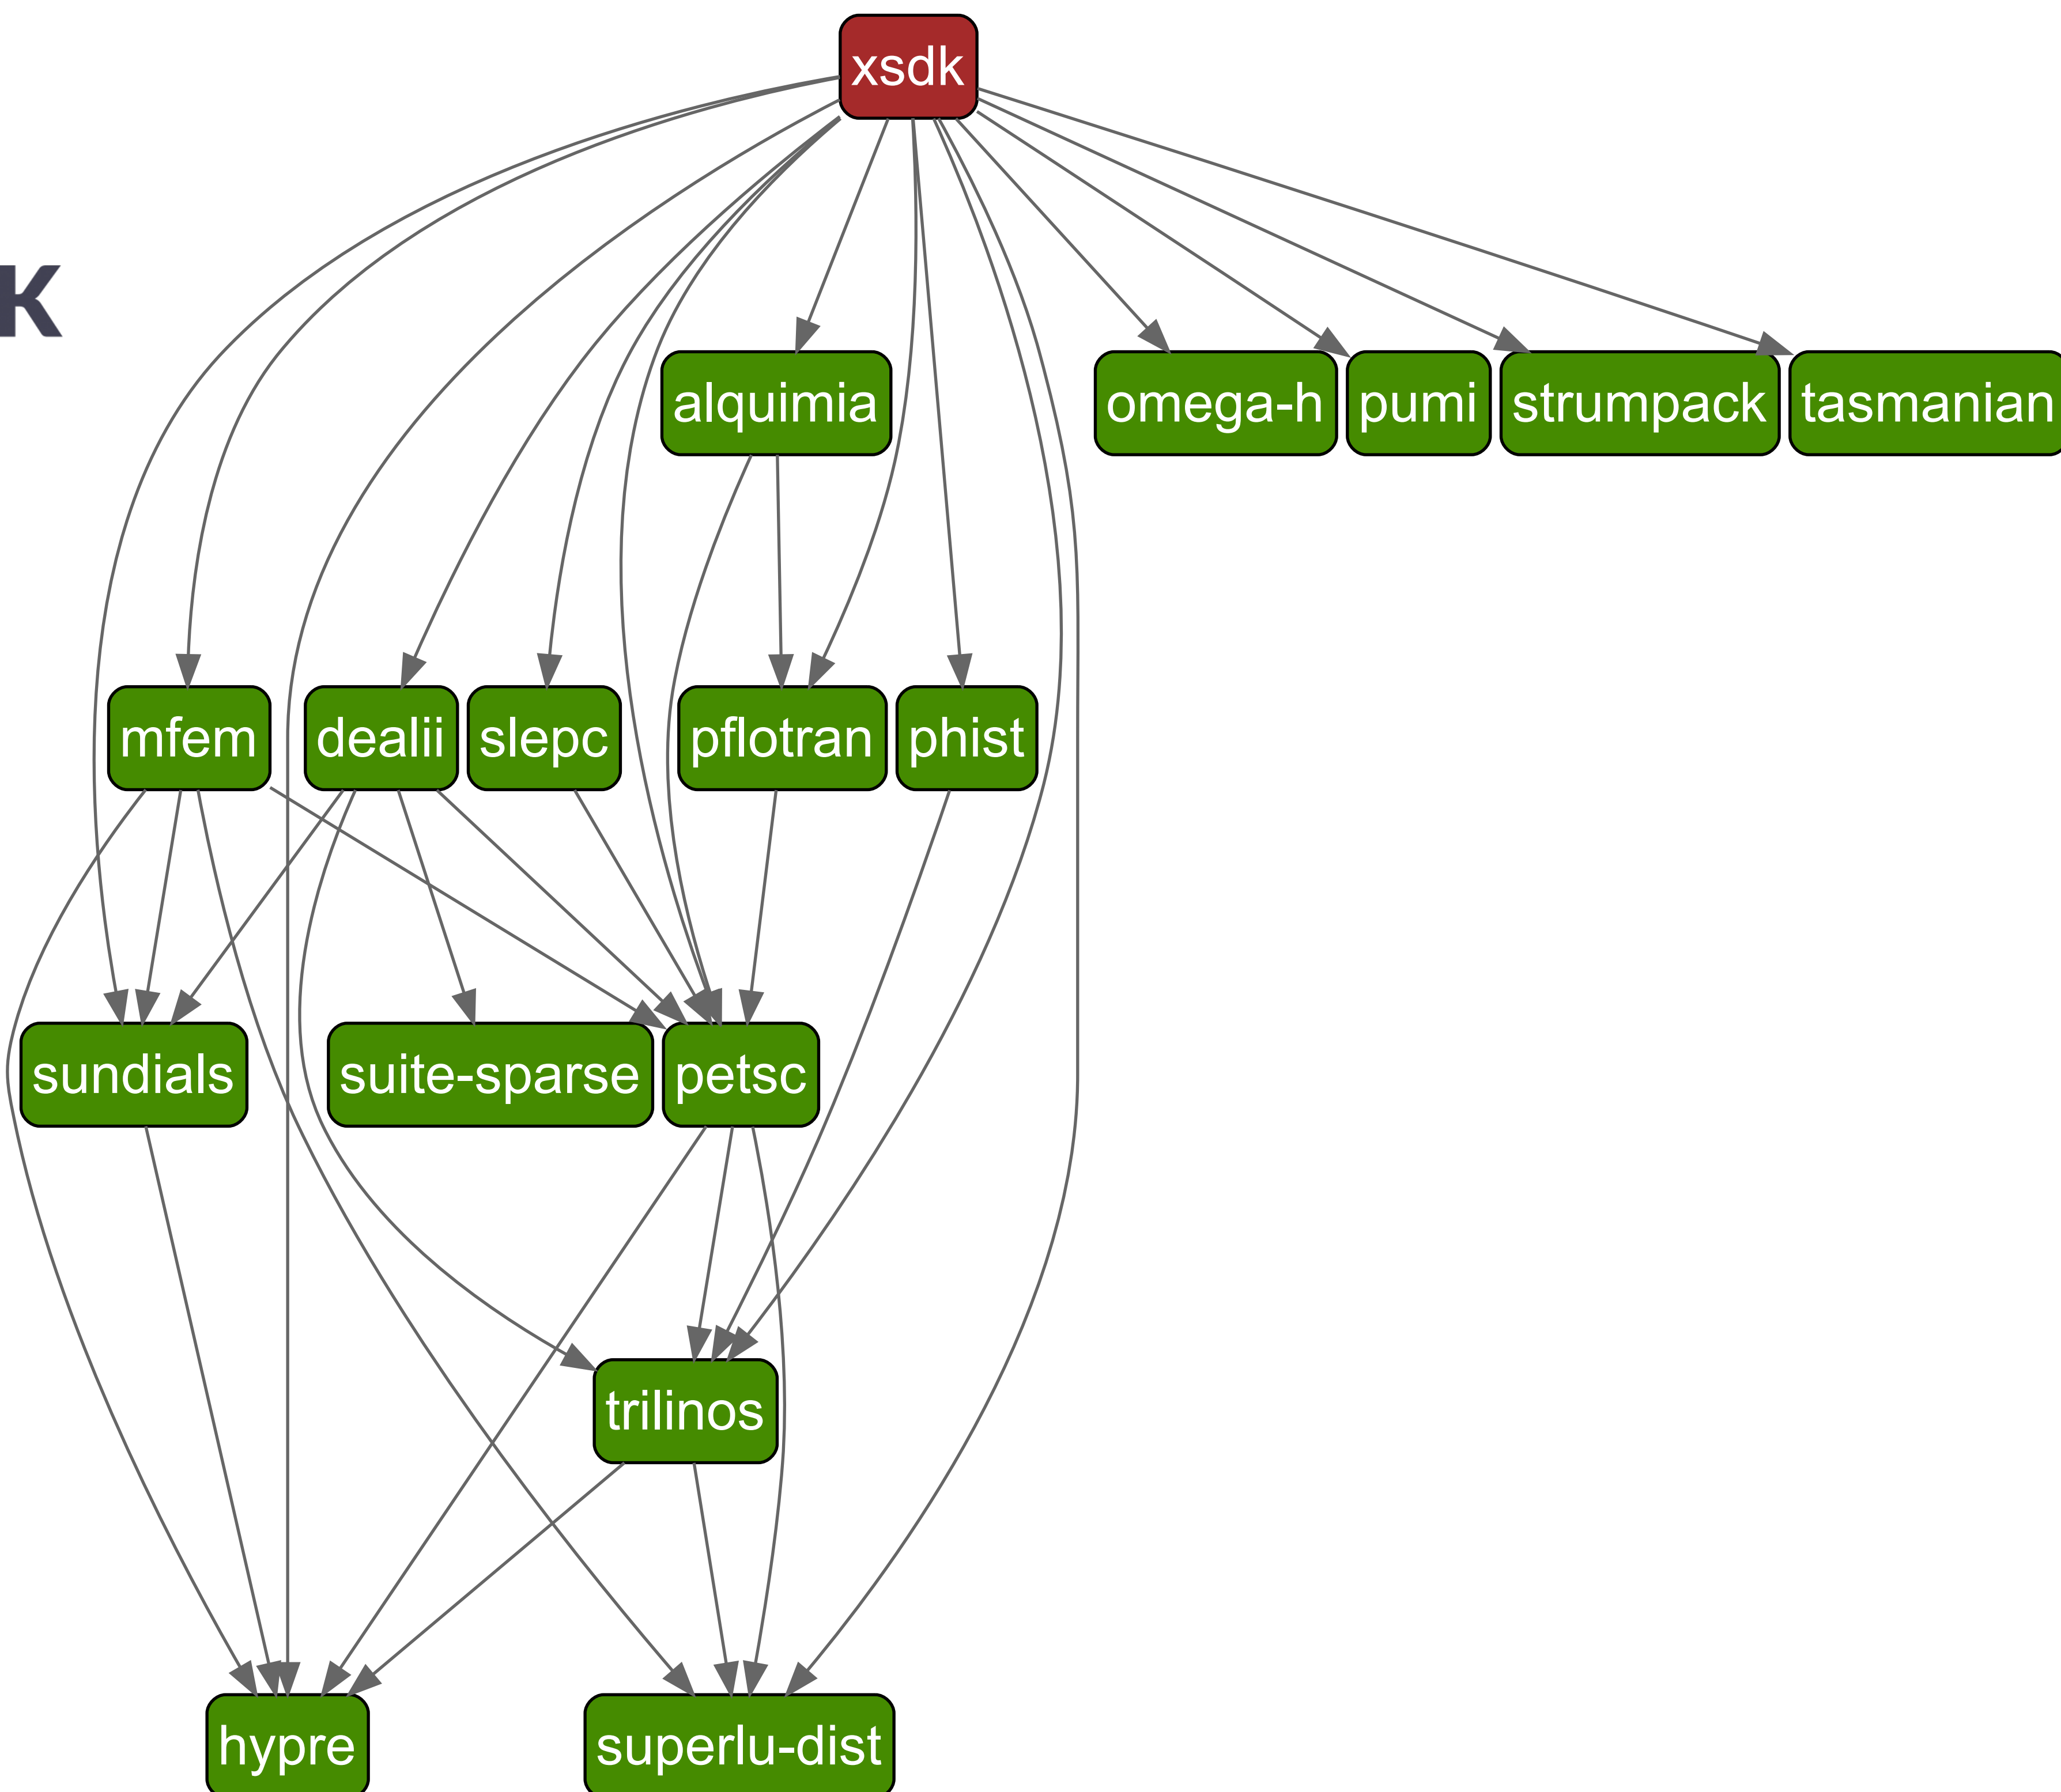 xsdk
K
alquimia
omega-h
pumi
strumpack
tasmanian
mfem
dealii
slepc
pflotran
phist
sundials
suite-sparse
petsc
trilinos
hypre
superlu-dist